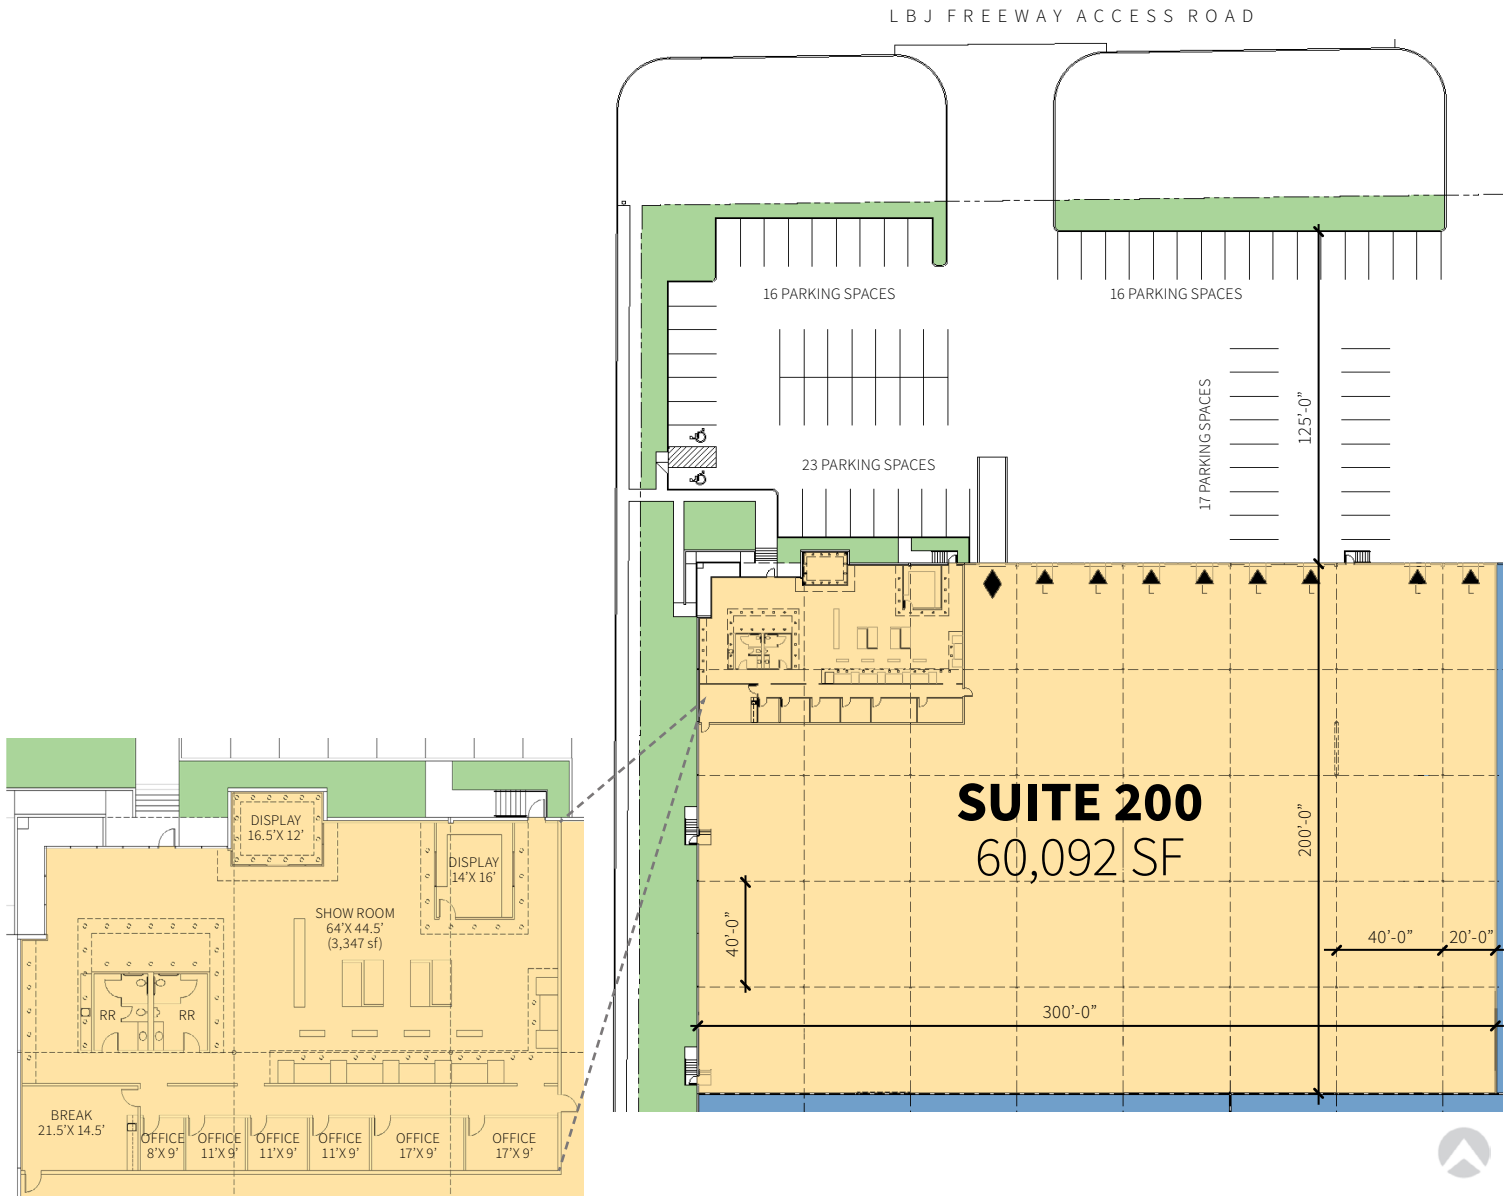 LBJ FREEWAY ACCESS ROAD
16 PARKING SPACES
16 PARKING SPACES
17 PARKING SPACES
125'-0”
23 PARKING SPACES
L
L
L
L
L
L
L
L
SUITE 200
60,092 SF
200'-0”
40'-0”
40'-0”
20'-0”
300'-0”
DISPLAY
16.5'X 12'
DISPLAY
14'X 16'
SHOW ROOM
64'X 44.5'
(3,347 sf)
RR
RR
BREAK
21.5'X 14.5'
OFFICE
8'X 9'
OFFICE
11'X 9'
OFFICE
11'X 9'
OFFICE
11'X 9'
OFFICE
17'X 9'
OFFICE
17'X 9'